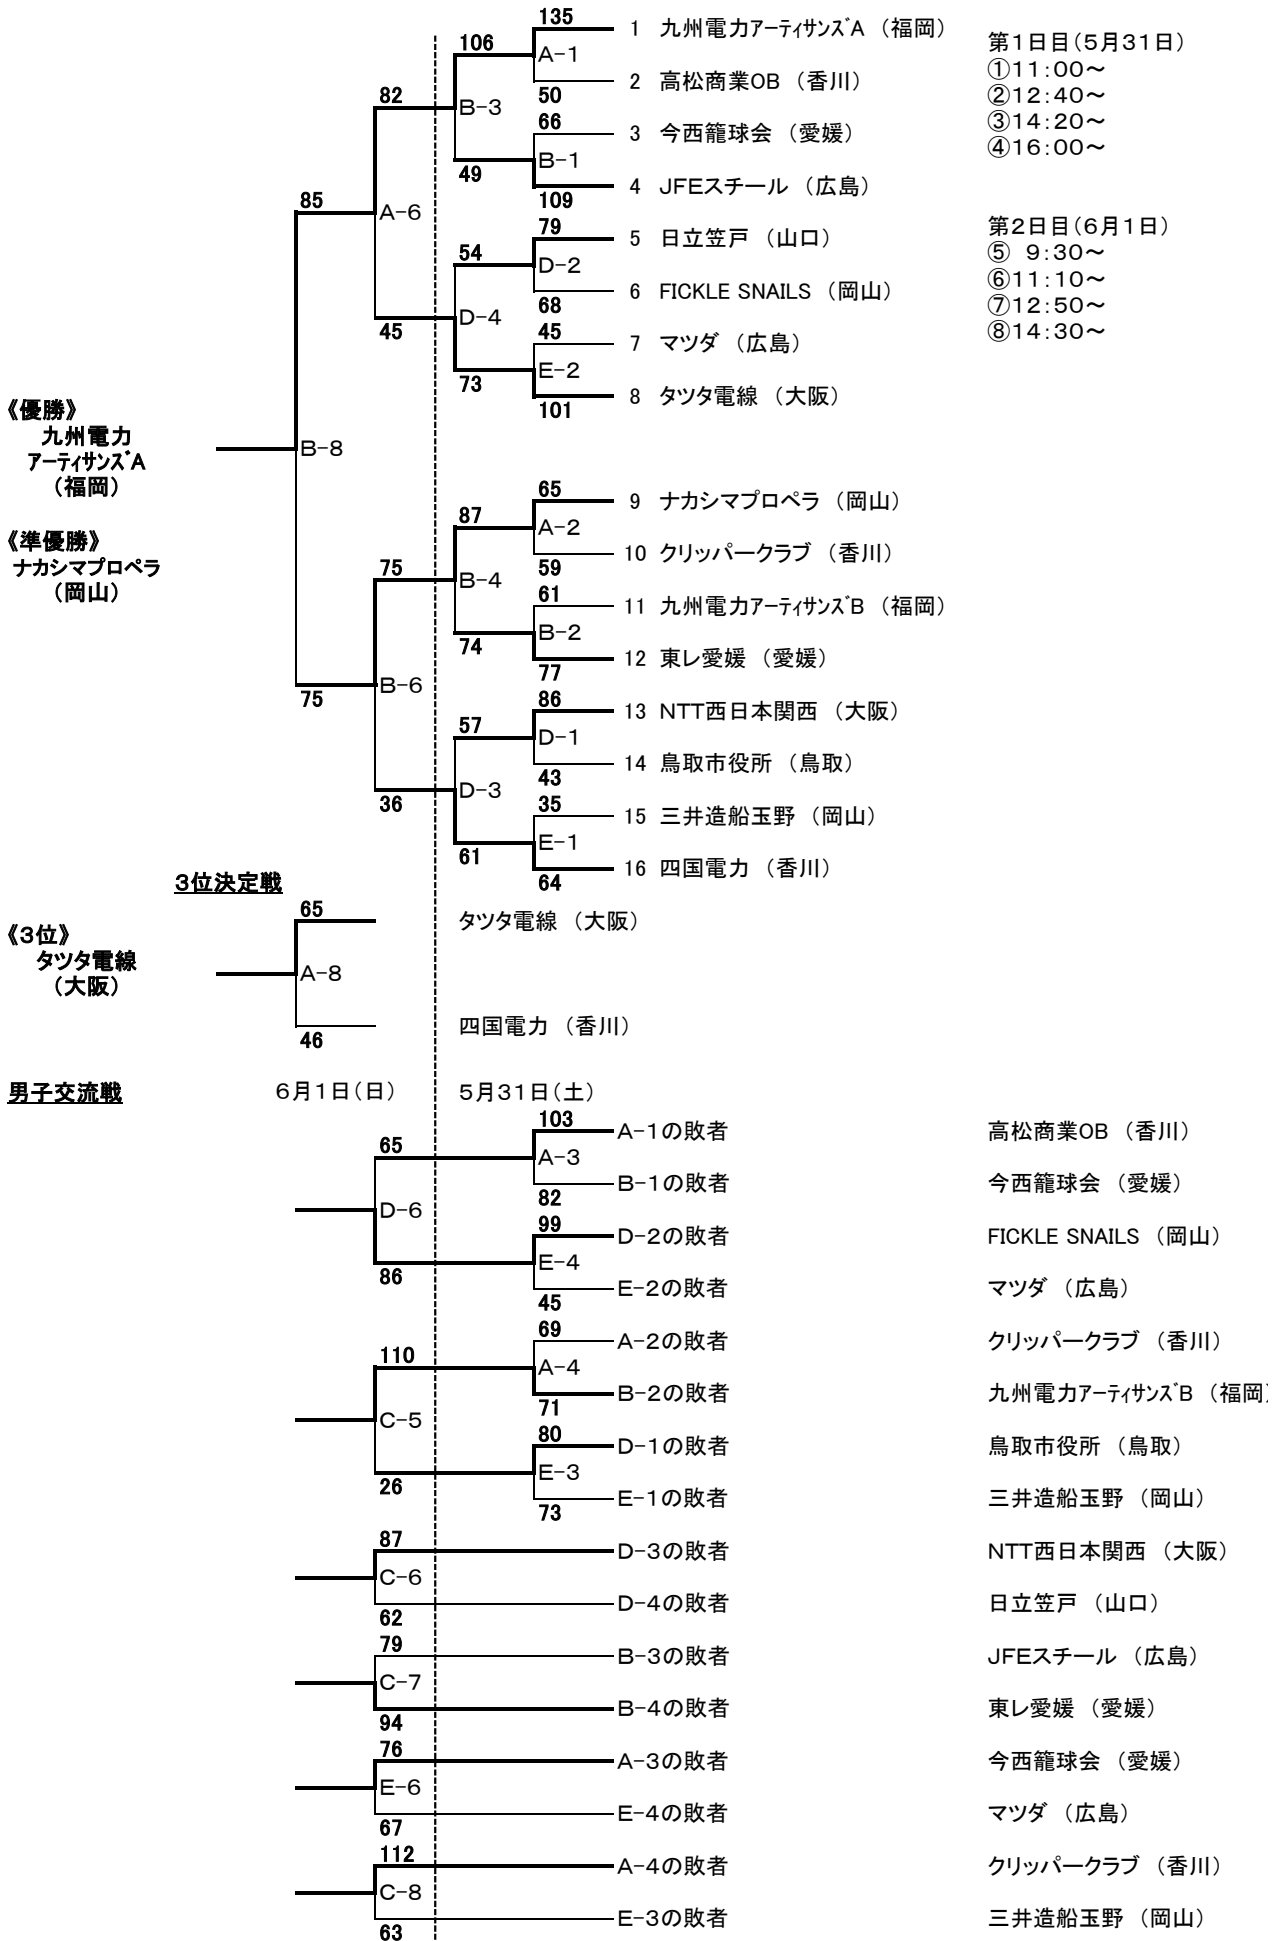 135
1 九州電力アーティサンズA （福岡）
106
A-1
2 高松商業OB （香川）
50
82
B-3
66
3 今西籠球会 （愛媛）
B-1
49
4 JFEスチール （広島）
109
85
A-6
79
5 日立笠戸 （山口）
54
D-2
6 FICKLE SNAILS （岡山）
68
45
D-4
45
7 マツダ （広島）
E-2
73
8 タツタ電線 （大阪）
101
第1日目（5月31日）
①11：00～
②12：40～
③14：20～
④16：00～
第2日目（6月1日）
⑤ 9：30～
⑥11：10～
⑦12：50～
⑧14：30～
《優勝》
九州電力
アーティサンズA
（福岡）
B-8
《準優勝》
ナカシマプロペラ
（岡山）
65
9 ナカシマプロペラ （岡山）
87
A-2
10 クリッパークラブ （香川）
59
75
B-4
61
11 九州電力アーティサンズB （福岡）
B-2
74
12 東レ愛媛 （愛媛）
77
75
B-6
86
13 NTT西日本関西 （大阪）
57
D-1
14 鳥取市役所 （鳥取）
43
36
D-3
35
15 三井造船玉野 （岡山）
E-1
61
16 四国電力 （香川）
64
3位決定戦
65
タツタ電線 （大阪）
《3位》
タツタ電線
（大阪）
A-8
四国電力 （香川）
46
男子交流戦
6月1日（日）
5月31日（土）
103
A-1の敗者 高松商業OB （香川）
65
A-3
B-1の敗者 今西籠球会 （愛媛）
82
D-6
99
D-2の敗者 FICKLE SNAILS （岡山）
E-4
86
E-2の敗者 マツダ （広島）
45
69
A-2の敗者 クリッパークラブ （香川）
110
A-4
B-2の敗者 九州電力アーティサンズB （福岡）
71
C-5
80
D-1の敗者 鳥取市役所 （鳥取）
E-3
26
E-1の敗者 三井造船玉野 （岡山）
73
87
D-3の敗者 NTT西日本関西 （大阪）
C-6
D-4の敗者 日立笠戸 （山口）
62
79
B-3の敗者 JFEスチール （広島）
C-7
B-4の敗者 東レ愛媛 （愛媛）
94
76
A-3の敗者 今西籠球会 （愛媛）
E-6
E-4の敗者 マツダ （広島）
67
112
A-4の敗者 クリッパークラブ （香川）
C-8
E-3の敗者 三井造船玉野 （岡山）
63